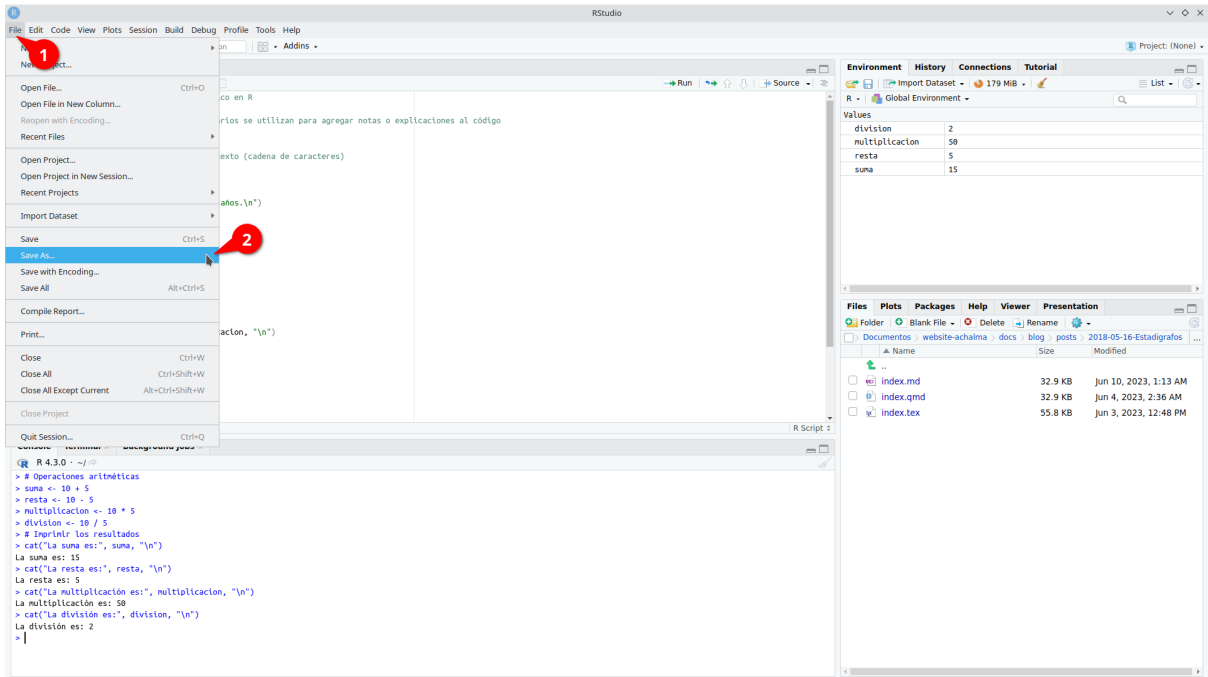 RStudio
File Edit Code View Plots Session Build Debug Profile Tools Help
1
Addins
Project: (None)
Open File... Ctrl+O
Open File in New Column...
Reopen with Encoding...
Recent Files
Open Project...
Open Project in New Session...
Recent Projects
Import Dataset
Save Ctrl+S
Save As...
2
Save with Encoding...
Save All Alt+Ctrl+S
Compile Report...
Print...
Close Ctrl+W
Close All Ctrl+Shift+W
Close All Except Current Alt+Ctrl+Shift+W
Close Project
Quit Session... Ctrl+Q
Run Source
co en R
rios se utilizan para agregar notas o explicaciones al código
exto (cadena de caracteres)
años.\n")
acion, "\n")
R Script
Console Terminal Background Jobs
R 4.3.0 · ~/
> # Operaciones aritméticas
> suma <- 10 + 5
> resta <- 10 - 5
> multiplicacion <- 10 * 5
> division <- 10 / 5
> # Imprimir los resultados
> cat("La suma es:", suma, "\n")
La suma es: 15
> cat("La resta es:", resta, "\n")
La resta es: 5
> cat("La multiplicación es:", multiplicacion, "\n")
La multiplicación es: 50
> cat("La división es:", division, "\n")
La división es: 2
>
Environment History Connections Tutorial
Import Dataset 179 MiB List
R Global Environment
Values
division 2
multiplicacion 50
resta 5
suma 15
Files Plots Packages Help Viewer Presentation
Folder Blank File Delete Rename
Documentos > website-achalma > docs > blog > posts > 2018-05-16-Estadigrafos ...
Name Size Modified
..
index.md 32.9 KB Jun 10, 2023, 1:13 AM
index.qmd 32.9 KB Jun 4, 2023, 2:36 AM
index.tex 55.8 KB Jun 3, 2023, 12:48 PM